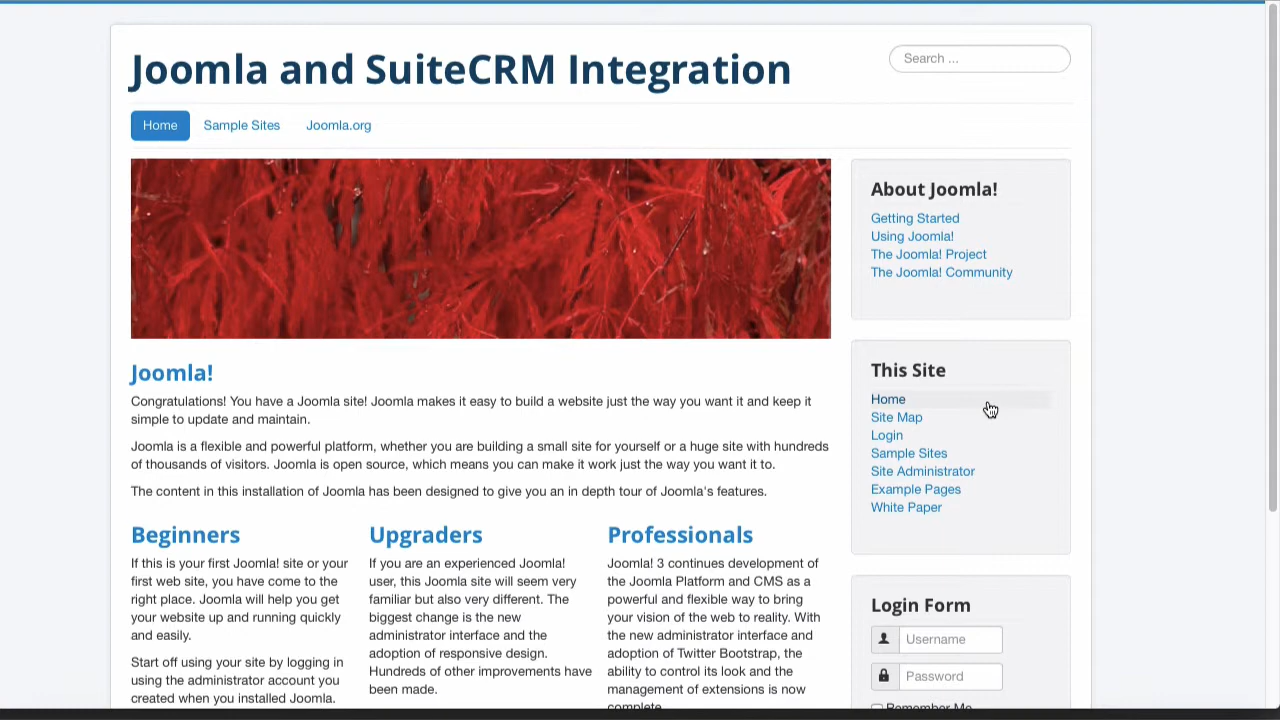 Joomla and SuiteCRM Integration
Search ...
Home
Sample Sites
Joomla.org
About Joomla!
Getting Started
Using Joomla!
The Joomla! Project
The Joomla! Community
This Site
Home
Site Map
Login
Sample Sites
Site Administrator
Example Pages
White Paper
Login Form
Username
Password
Remember Me
Joomla!
Congratulations! You have a Joomla site! Joomla makes it easy to build a website just the way you want it and keep it
simple to update and maintain.
Joomla is a flexible and powerful platform, whether you are building a small site for yourself or a huge site with hundreds
of thousands of visitors. Joomla is open source, which means you can make it work just the way you want it to.
The content in this installation of Joomla has been designed to give you an in depth tour of Joomla's features.
Beginners
If this is your first Joomla! site or your
first web site, you have come to the
right place. Joomla will help you get
your website up and running quickly
and easily.
Start off using your site by logging in
using the administrator account you
created when you installed Joomla.
Upgraders
If you are an experienced Joomla!
user, this Joomla site will seem very
familiar but also very different. The
biggest change is the new
administrator interface and the
adoption of responsive design.
Hundreds of other improvements have
been made.
Professionals
Joomla! 3 continues development of
the Joomla Platform and CMS as a
powerful and flexible way to bring
your vision of the web to reality. With
the new administrator interface and
adoption of Twitter Bootstrap, the
ability to control its look and the
management of extensions is now
complete.